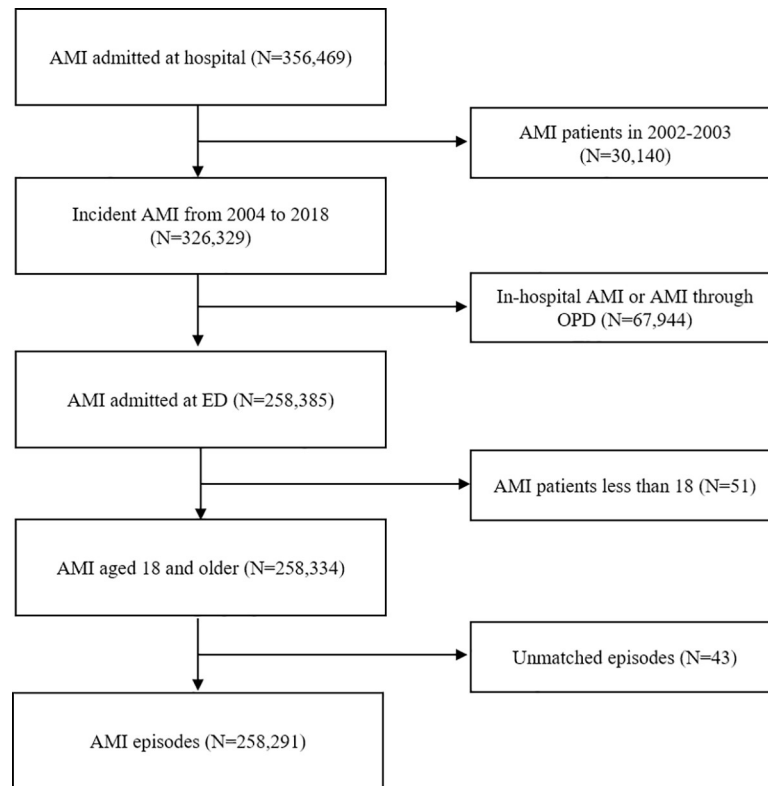 AMI admitted at hospital (N=356,469)
AMI patients in 2002-2003
(N=30,140)
Incident AMI from 2004 to 2018
(N=326,329)
In-hospital AMI or AMI through
OPD (N=67,944)
AMI admitted at ED (N=258,385)
AMI patients less than 18 (N=51)
AMI aged 18 and older (N=258,334)
Unmatched episodes (N=43)
AMI episodes (N=258,291)